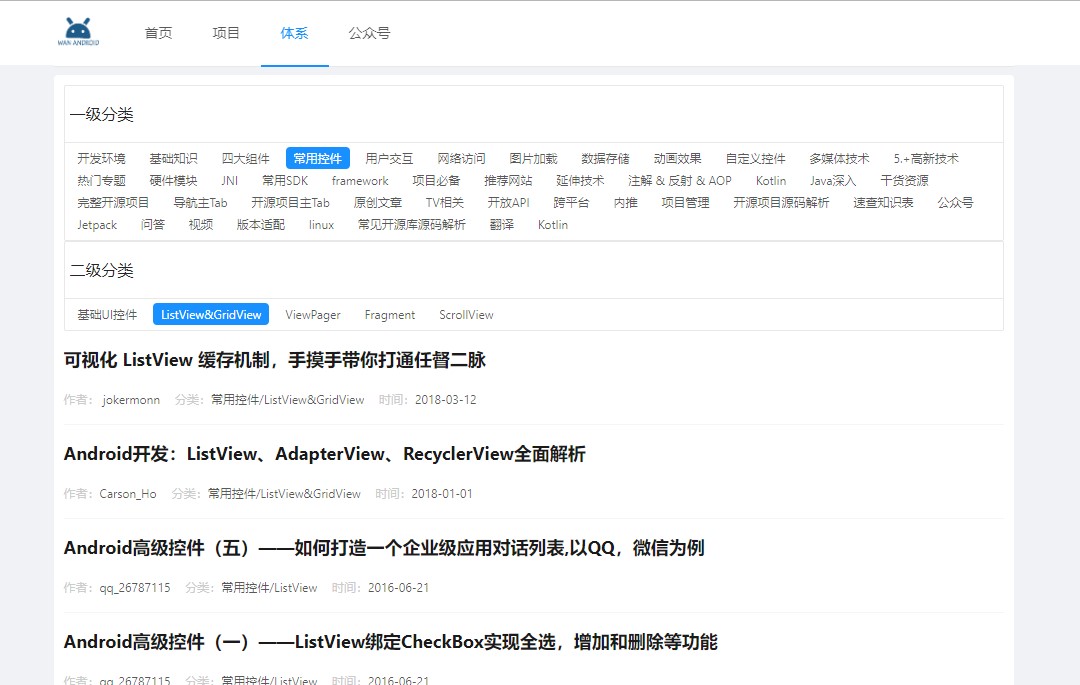 WAN ANDROID
首页 项目 体系 公众号
一级分类
开发环境 基础知识 四大组件 常用控件 用户交互 网络访问 图片加载 数据存储 动画效果 自定义控件 多媒体技术 5.+高新技术
热门专题 硬件模块 JNI 常用SDK framework 项目必备 推荐网站 延伸技术 注解 & 反射 & AOP Kotlin Java深入 干货资源
完整开源项目 导航主Tab 开源项目主Tab 原创文章 TV相关 开放API 跨平台 内推 项目管理 开源项目源码解析 速查知识表 公众号
Jetpack 问答 视频 版本适配 linux 常见开源库源码解析 翻译 Kotlin
二级分类
基础UI控件 ListView&GridView ViewPager Fragment ScrollView
可视化 ListView 缓存机制，手摸手带你打通任督二脉
作者： jokermonn 分类：常用控件/ListView&GridView 时间：2018-03-12
Android开发：ListView、AdapterView、RecyclerView全面解析
作者：Carson_Ho 分类：常用控件/ListView&GridView 时间：2018-01-01
Android高级控件（五）——如何打造一个企业级应用对话列表,以QQ，微信为例
作者：qq_26787115 分类：常用控件/ListView 时间：2016-06-21
Android高级控件（一）——ListView绑定CheckBox实现全选，增加和删除等功能
作者：qq_26787115 分类：常用控件/ListView 时间：2016-06-21